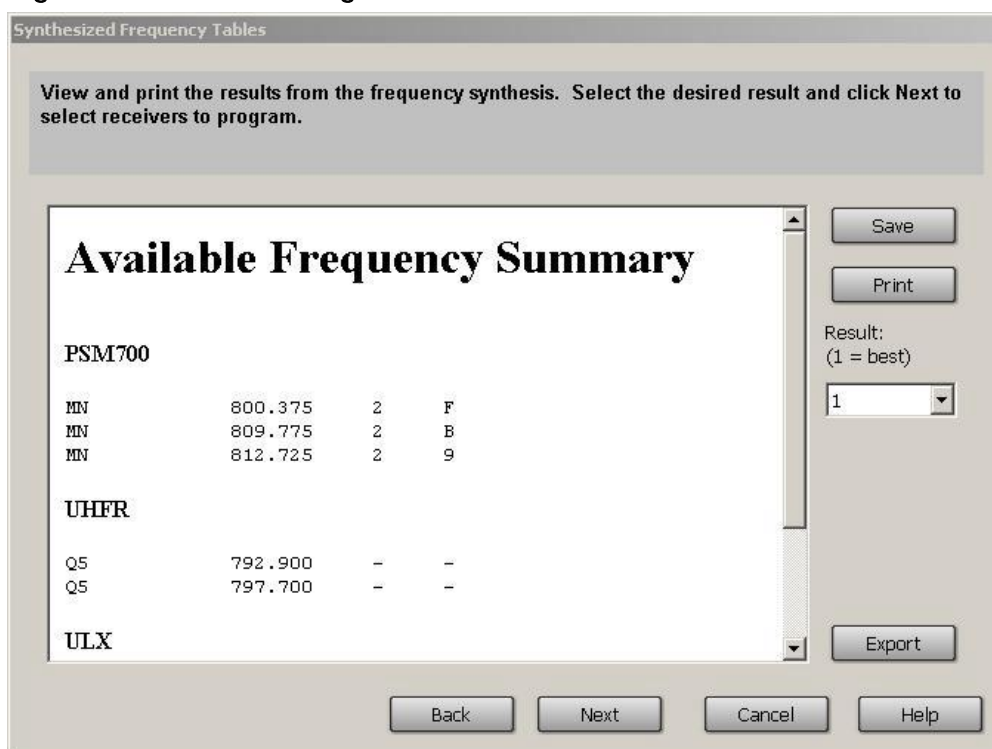 Synthesized Frequency Tables
View and print the results from the frequency synthesis. Select the desired result and click Next to
select receivers to program.
Available Frequency Summary
PSM700
MN 800.375 2 F
MN 809.775 2 B
MN 812.725 2 9
UHFR
Q5 792.900 - -
Q5 797.700 - -
ULX
Save
Print
Result:
(1 = best)
1
Export
Back Next Cancel Help